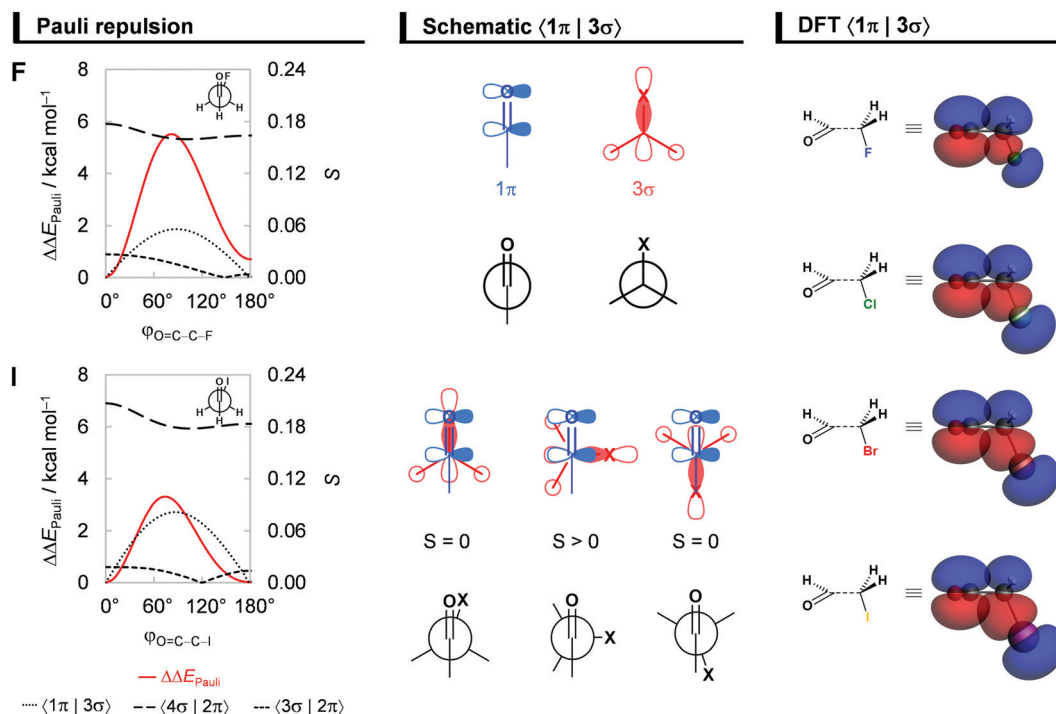 Pauli repulsion
F
8
6
4
2
0
ΔΔE_Pauli / kcal mol⁻¹
0.24
0.18
0.12
0.06
0.00
S
0° 60° 120° 180°
φ_O=C–C–F
O F
H H
H
I
8
6
4
2
0
ΔΔE_Pauli / kcal mol⁻¹
0.24
0.18
0.12
0.06
0.00
S
0° 60° 120° 180°
φ_O=C–C–I
O I
H H
H
ΔΔE_Pauli
⟨1π | 3σ⟩ ⟨4σ | 2π⟩ ⟨3σ | 2π⟩
Schematic ⟨1π | 3σ⟩
O X
1π 3σ
O X
O X O X O X
S = 0 S > 0 S = 0
O X O X O X
DFT ⟨1π | 3σ⟩
H H
H
O F ≡
H H
H
O Cl ≡
H H
H
O Br ≡
H H
H
O I ≡